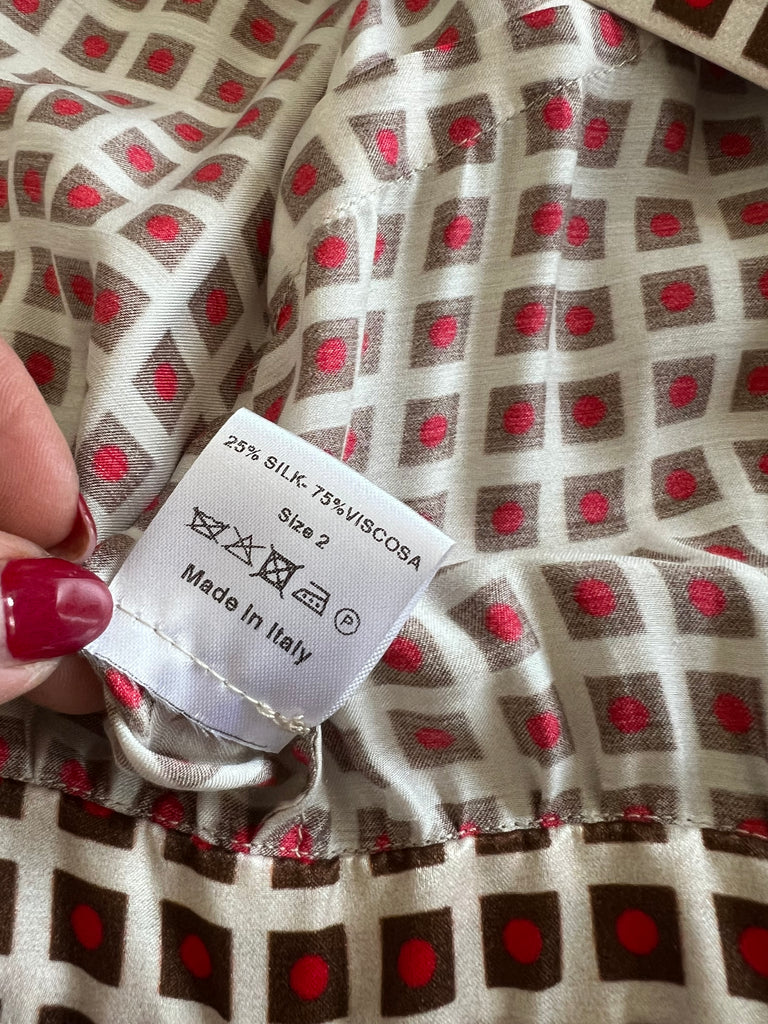 25% SILK- 75%VISCOSA
Size 2
P
Made in Italy